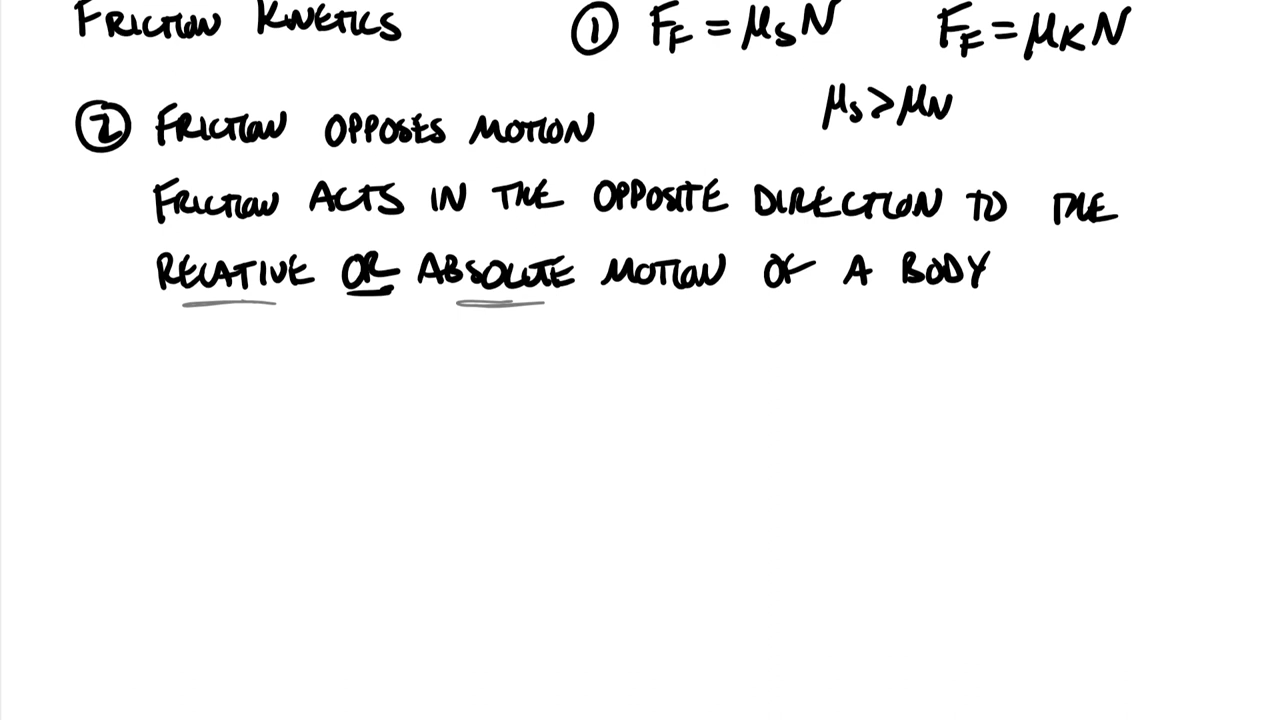 FRICTION KINETICS ① F_F = μ_S N F_F = μ_K N
μ_S > μ_N
② FRICTION OPPOSES MOTION
FRICTION ACTS IN THE OPPOSITE DIRECTION TO THE
RELATIVE OR ABSOLUTE MOTION OF A BODY